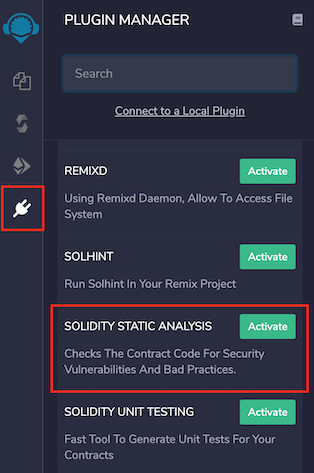 PLUGIN MANAGER
Search
Connect to a Local Plugin
REMIXD
Activate
Using Remixd Daemon, Allow To Access File
System
SOLHINT
Activate
Run Solhint In Your Remix Project
SOLIDITY STATIC ANALYSIS
Activate
Checks The Contract Code For Security
Vulnerabilities And Bad Practices.
SOLIDITY UNIT TESTING
Activate
Fast Tool To Generate Unit Tests For Your
Contracts